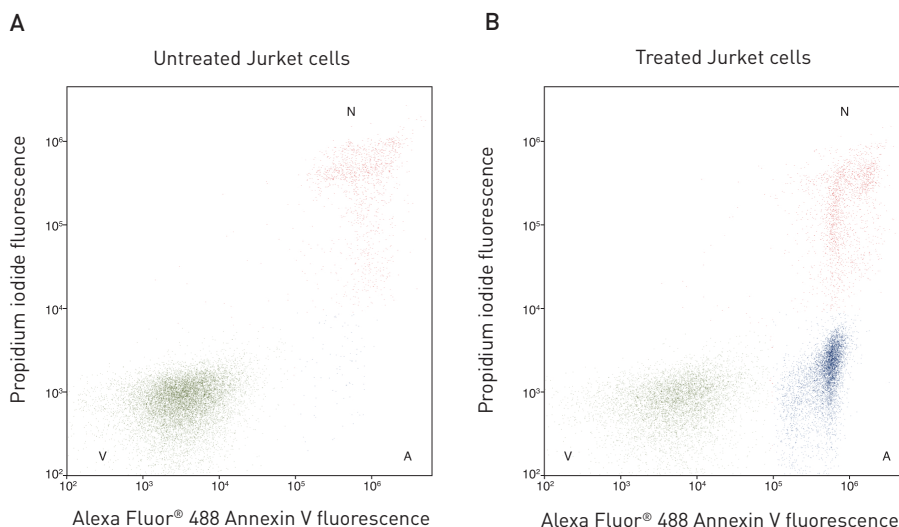 A
Untreated Jurket cells
Propidium iodide fluorescence
10⁶
10⁵
10⁴
10³
10²
N
V
A
10² 10³ 10⁴ 10⁵ 10⁶
Alexa Fluor® 488 Annexin V fluorescence
B
Treated Jurket cells
Propidium iodide fluorescence
10⁶
10⁵
10⁴
10³
10²
N
V
A
10² 10³ 10⁴ 10⁵ 10⁶
Alexa Fluor® 488 Annexin V fluorescence